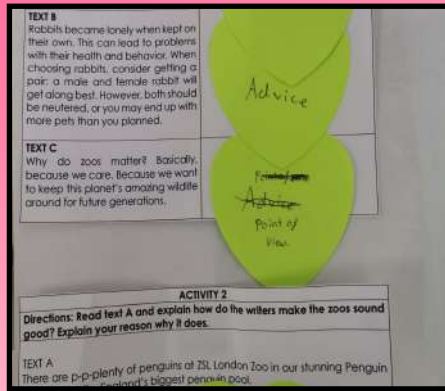 TEXT B
Rabbits became lonely when kept on
their own. This can lead to problems
with their health and behavior. When
choosing rabbits, consider getting a
pair: a male and female rabbit will
get along best. However, both should
be neutered, or you may end up with
more pets than you planned.
Advice
TEXT C
Why do zoos matter? Basically,
because we care. Because we want
to keep this planet's amazing wildlife
around for future generations.
Advice
Point of
View
ACTIVITY 2
Directions: Read text A and explain how do the writers make the zoos sound
good? Explain your reason why it does.
TEXT A
There are p-p-plenty of penguins at ZSL London Zoo in our stunning Penguin
England's biggest penguin pool.